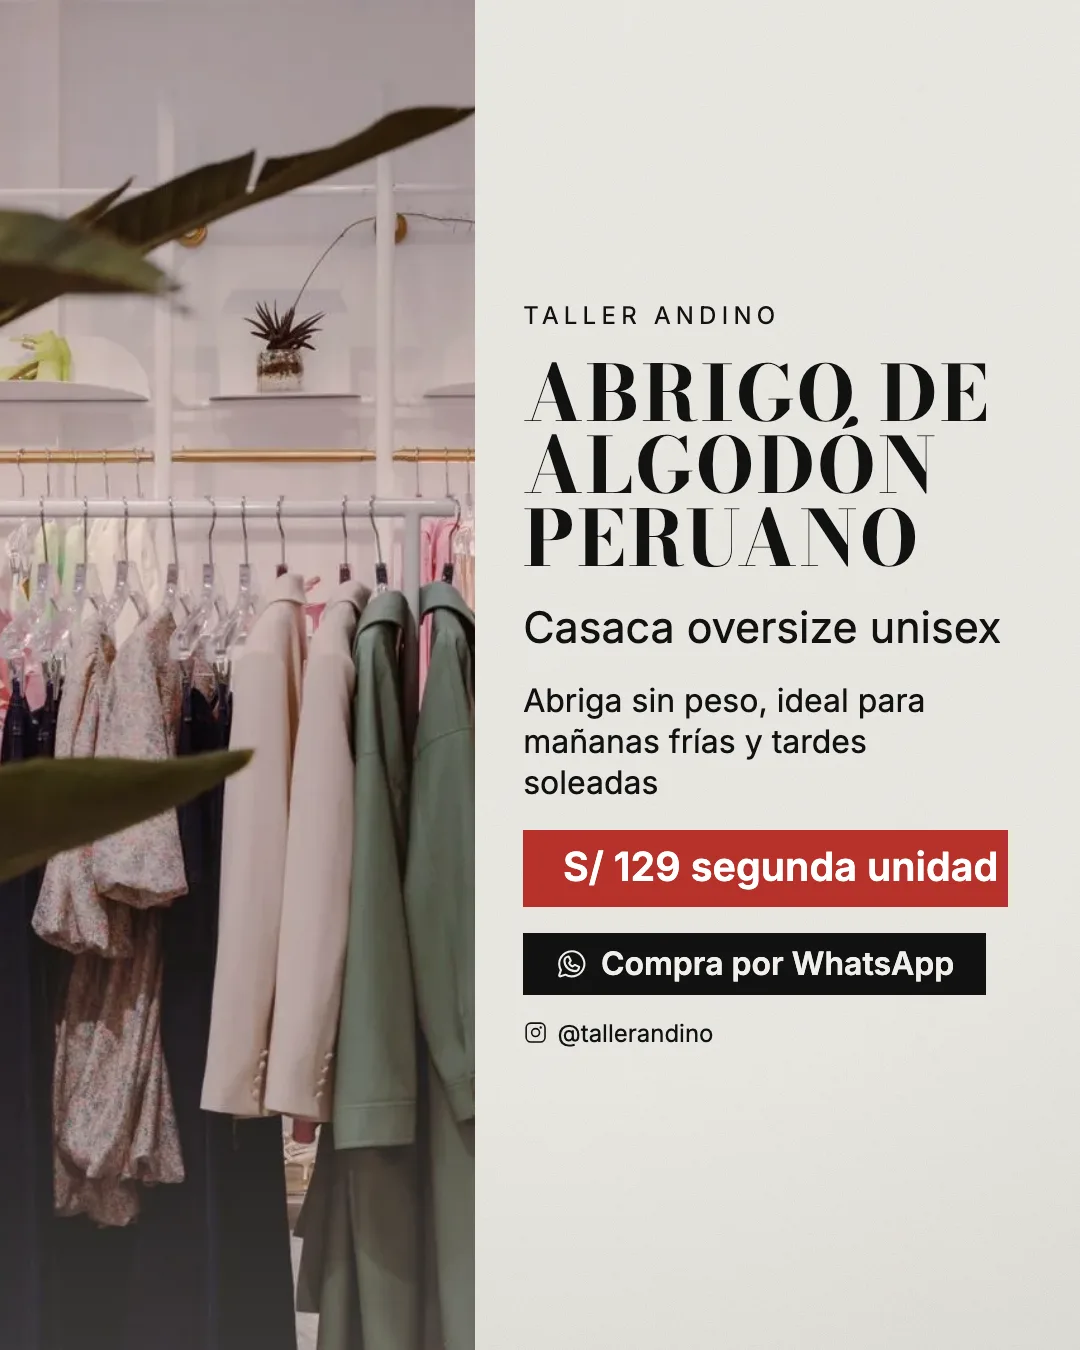 TALLER ANDINO
ABRIGO DE
ALGODÓN
PERUANO
Casaca oversize unisex
Abriga sin peso, ideal para
mañanas frías y tardes
soleadas
S/ 129 segunda unidad
Compra por WhatsApp
@tallerandino